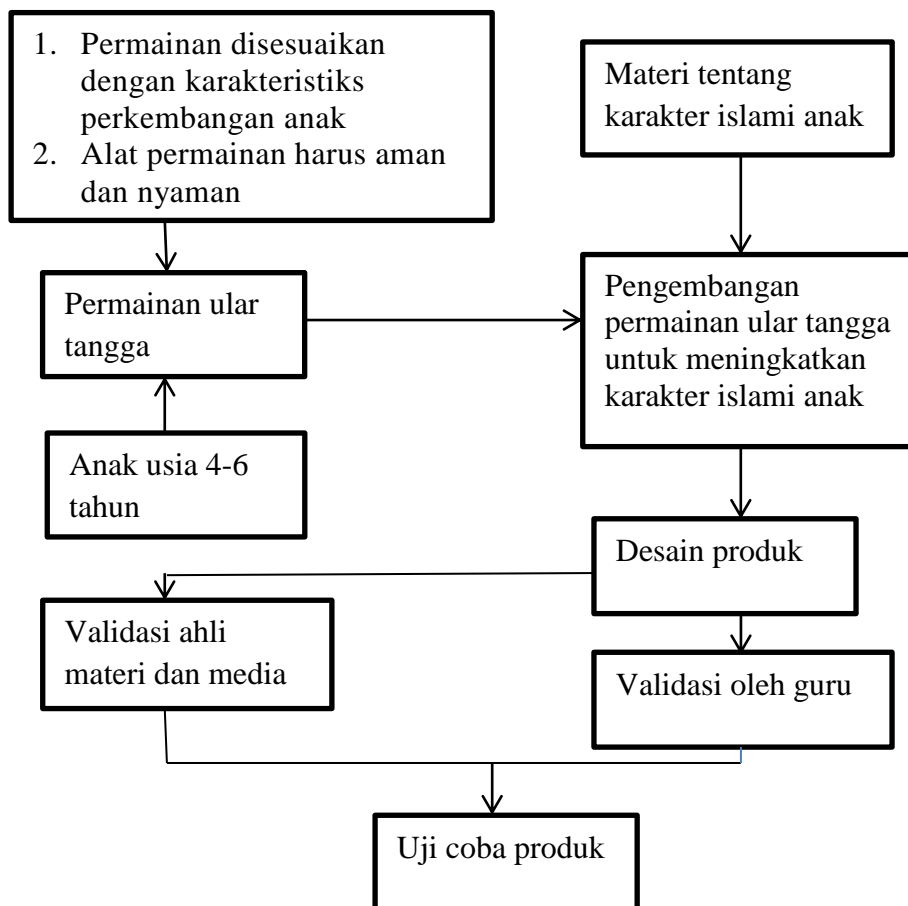 1. Permainan disesuaikan
dengan karakteristiks
perkembangan anak
2. Alat permainan harus aman
dan nyaman
Materi tentang
karakter islami anak
Permainan ular
tangga
Pengembangan
permainan ular tangga
untuk meningkatkan
karakter islami anak
Anak usia 4-6
tahun
Desain produk
Validasi ahli
materi dan media
Validasi oleh guru
Uji coba produk